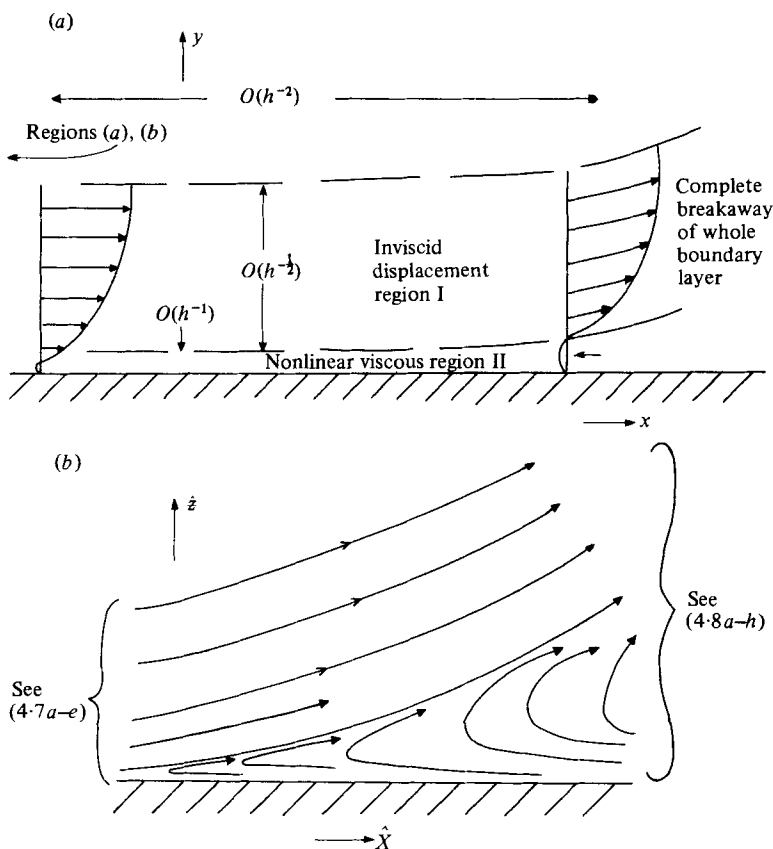 (a)
y
O(h⁻²)
Regions (a), (b)
Complete
breakaway
of whole
boundary
layer
Inviscid
displacement
region I
O(h^{-1/2})
O(h⁻¹)
Nonlinear viscous region II
x
(b)
ẑ
See
(4·8a–h)
See
(4·7a–e)
X̂